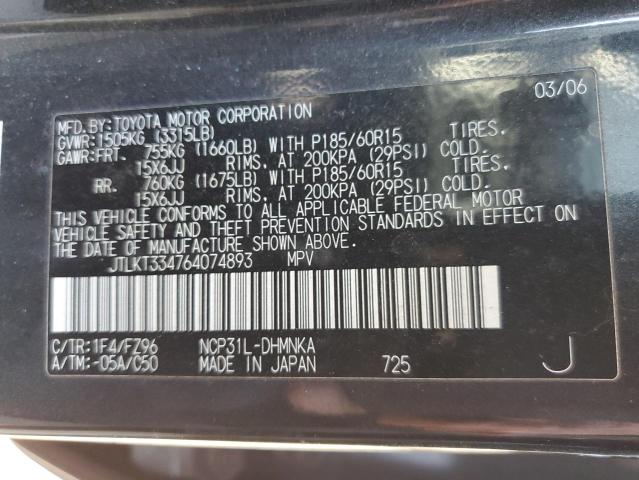 03/06
MFD.BY:TOYOTA MOTOR CORPORATION
GVWR:1505KG (3315LB)
GAWR:FRT. 755KG (1660LB) WITH P185/60R15 TIRES.
15X6JJ RIMS. AT 200KPA (29PSI) COLD.
RR. 760KG (1675LB) WITH P185/60R15 TIRES.
15X6JJ RIMS. AT 200KPA (29PSI) COLD.
THIS VEHICLE CONFORMS TO ALL APPLICABLE FEDERAL MOTOR
VEHICLE SAFETY AND THEFT PREVENTION STANDARDS IN EFFECT ON
THE DATE OF MANUFACTURE SHOWN ABOVE.
JTLKT334764074893 MPV
C/TR:1F4/FZ96 NCP31L-DHMNKA
A/TM:-05A/C50 MADE IN JAPAN 725 J